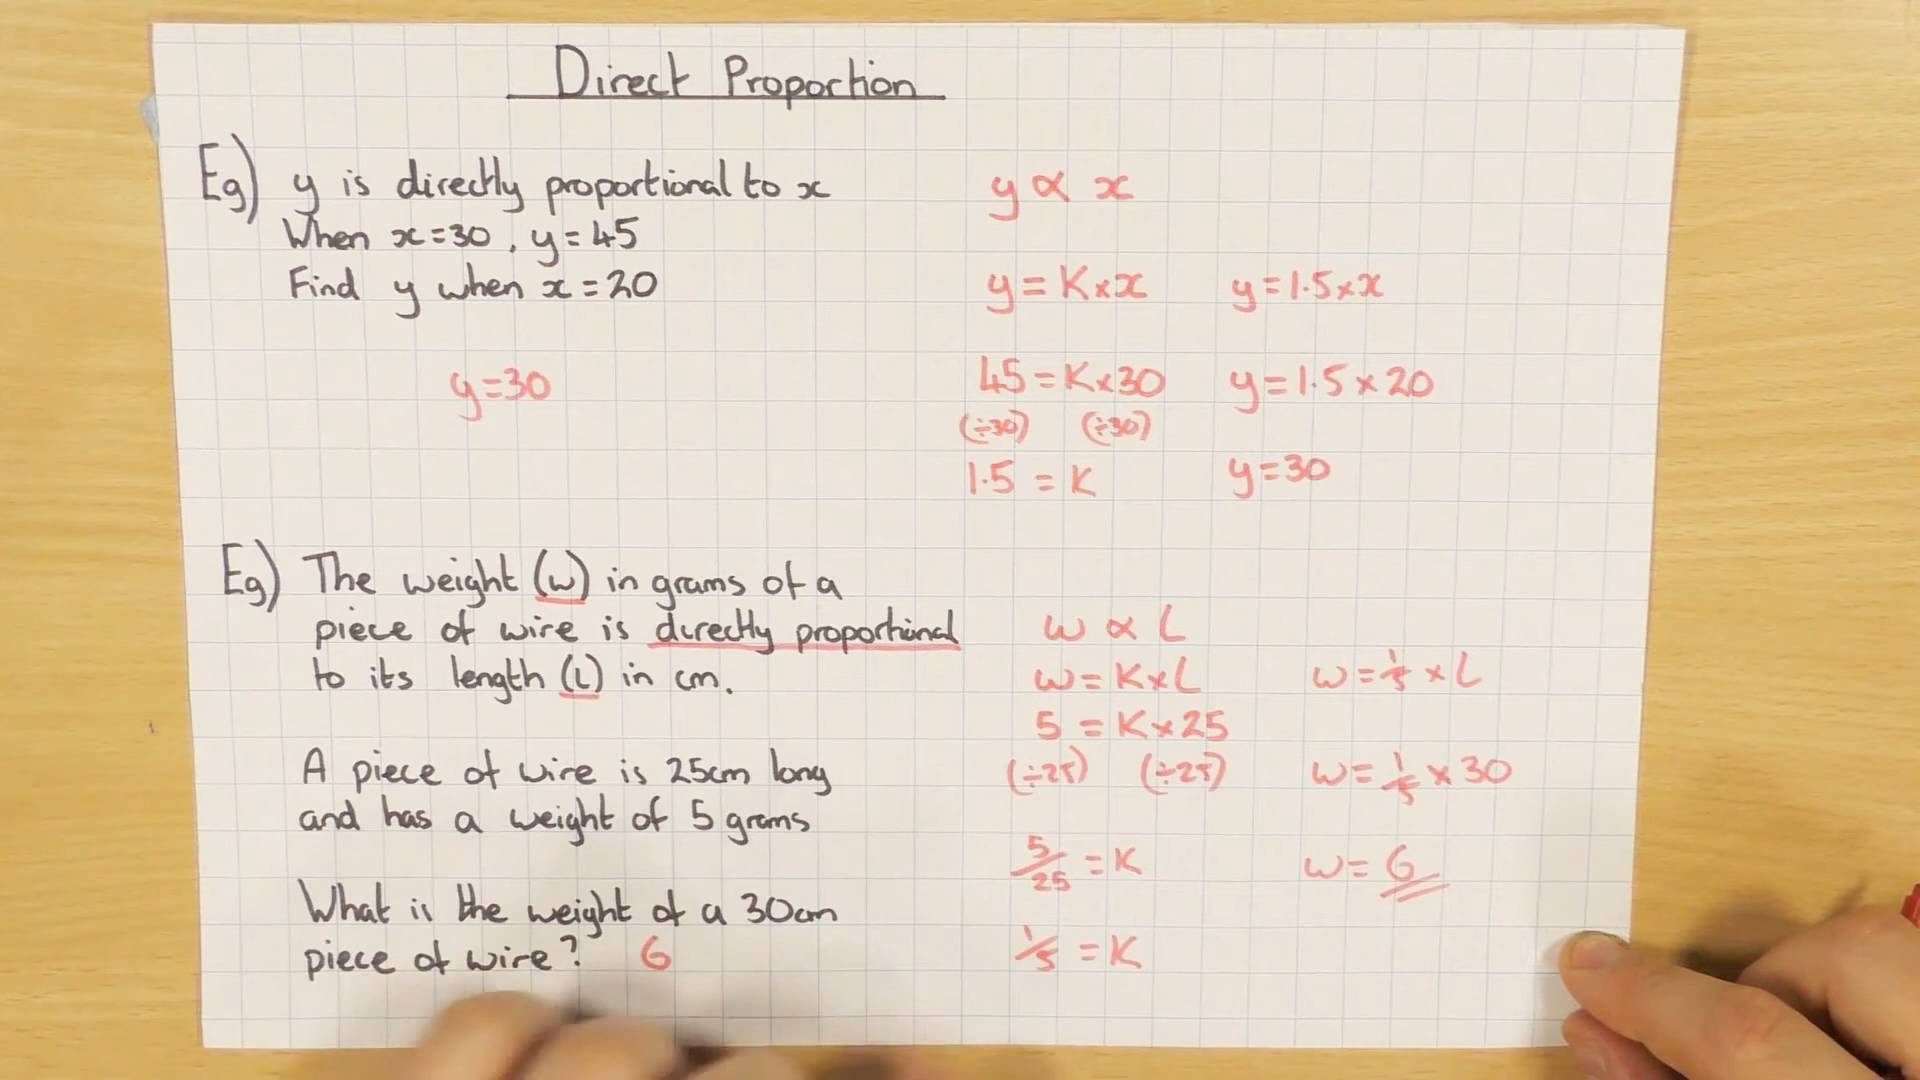 Direct Proportion
Eg) y is directly proportional to x
When x=30, y=45
Find y when x=20
y=30
y ∝ x
y=K×x
45=K×30
(÷30) (÷30)
1.5=K
y=1.5×x
y=1.5×20
y=30
Eg) The weight (w) in grams of a
piece of wire is directly proportional
to its length (L) in cm.
A piece of wire is 25cm long
and has a weight of 5 grams
What is the weight of a 30cm
piece of wire? 6
w ∝ L
w=K×L
5=K×25
(÷25) (÷25)
5/25=K
1/5=K
w=1/5×L
w=1/5×30
w=6